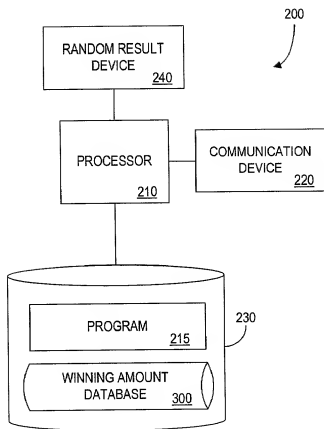 200
RANDOM RESULT
DEVICE
240
PROCESSOR
210
COMMUNICATION
DEVICE
220
PROGRAM
215
230
WINNING AMOUNT
DATABASE
300